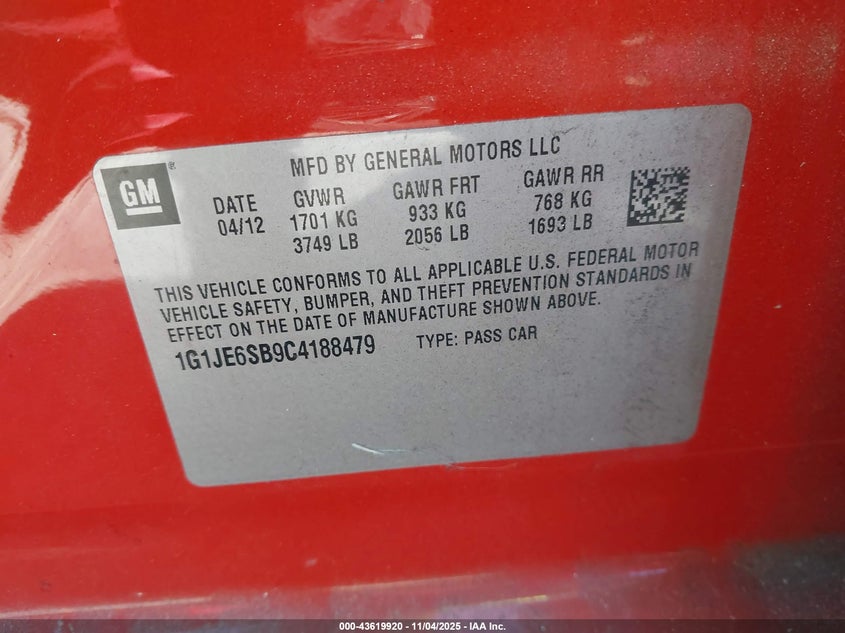 GM®
MFD BY GENERAL MOTORS LLC
DATE GVWR GAWR FRT GAWR RR
04/12 1701 KG 933 KG 768 KG
3749 LB 2056 LB 1693 LB
THIS VEHICLE CONFORMS TO ALL APPLICABLE U.S. FEDERAL MOTOR
VEHICLE SAFETY, BUMPER, AND THEFT PREVENTION STANDARDS IN
EFFECT ON THE DATE OF MANUFACTURE SHOWN ABOVE.
1G1JE6SB9C4188479 TYPE: PASS CAR
000-43619920 - 11/04/2025 - IAA Inc.